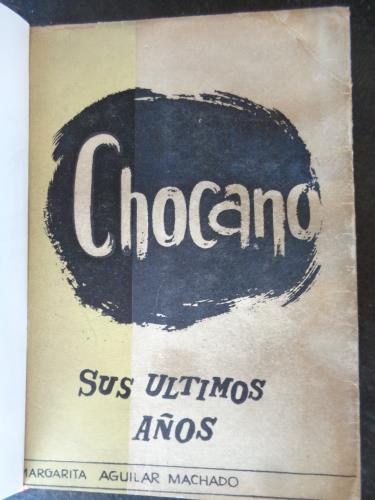 Chocano
SUS ULTIMOS
AÑOS
MARGARITA AGUILAR MACHADO